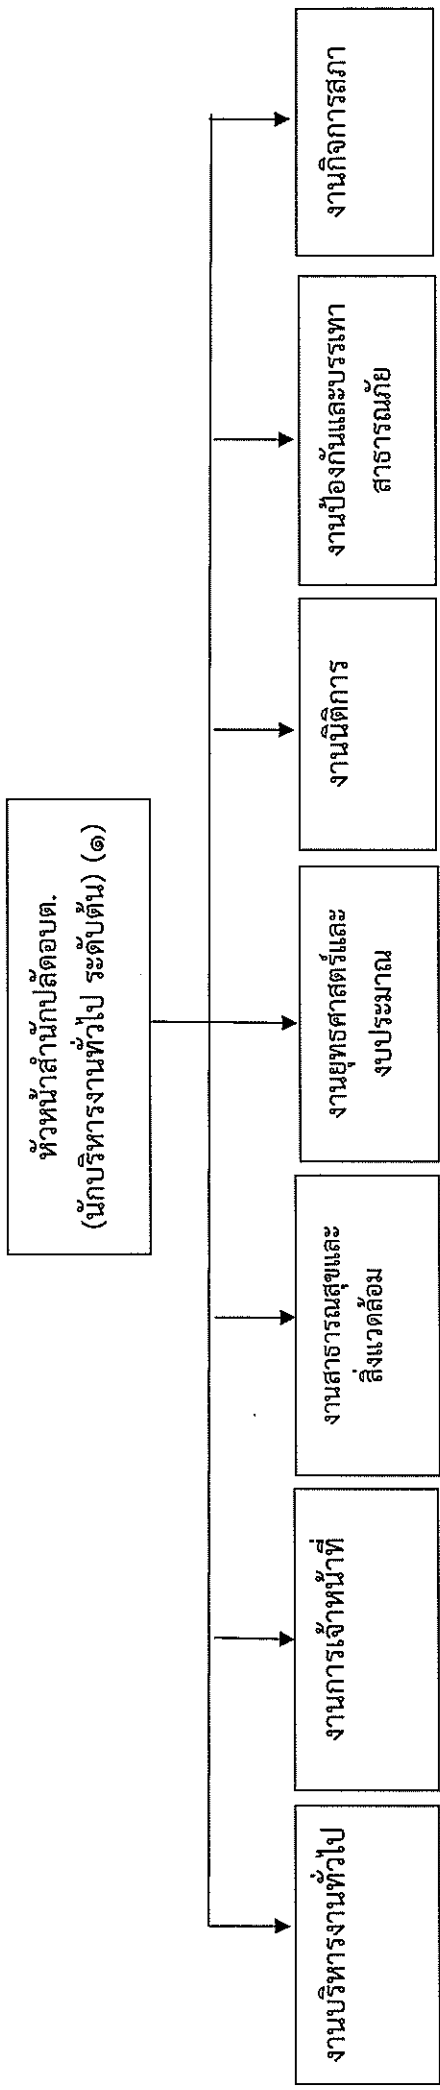 หัวหน้าสำนักปลัดอบต.
(นักบริหารงานทั่วไป ระดับต้น) (๑)
งานบริหารงานทั่วไป
งานการเจ้าหน้าที่
งานสาธารณสุขและ
สิ่งแวดล้อม
งานยุทธศาสตร์และ
งบประมาณ
งานนิติการ
งานป้องกันและบรรเทา
สาธารณภัย
งานกิจการสภา